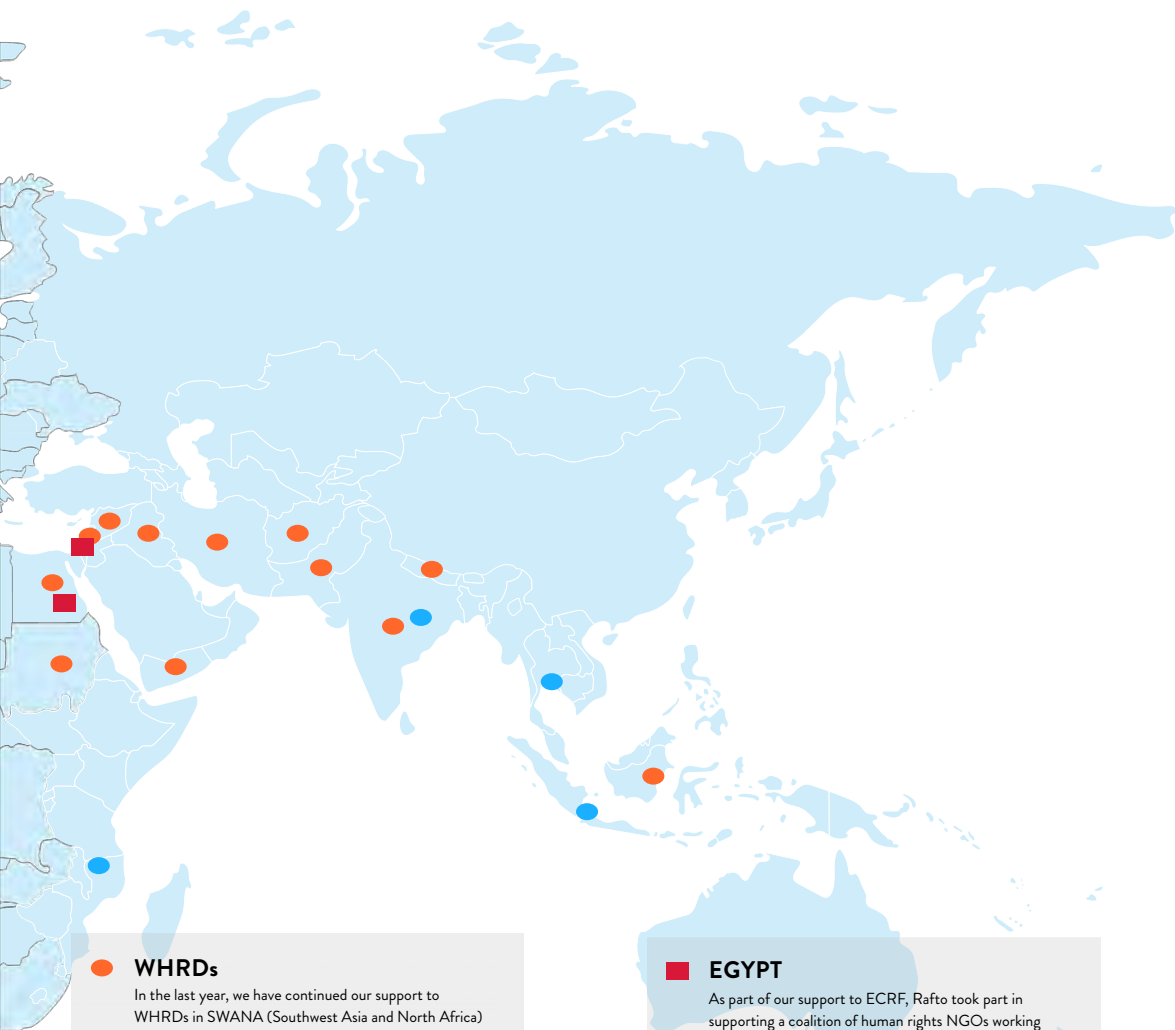 WHRDs
In the last year, we have continued our support to
WHRDs in SWANA (Southwest Asia and North Africa)
EGYPT
As part of our support to ECRF, Rafto took part in
supporting a coalition of human rights NGOs working